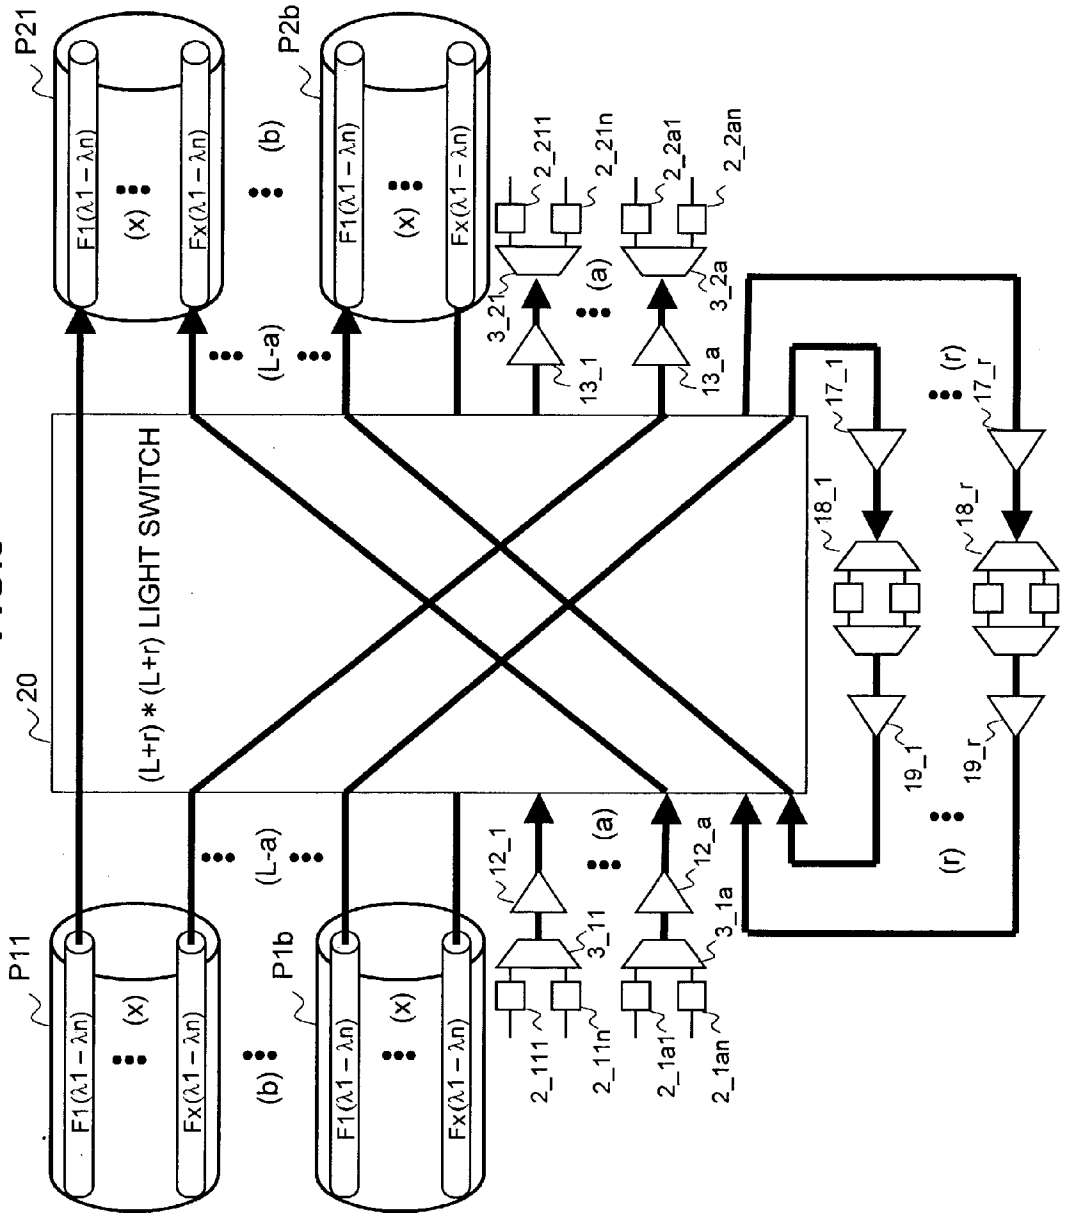 20
(L+r) * (L+r) LIGHT SWITCH
P11
F1(λ1 – λn)
(x)
Fx(λ1 – λn)
(b)
P1b
F1(λ1 – λn)
(x)
Fx(λ1 – λn)
(L-a)
P21
F1(λ1 – λn)
(x)
Fx(λ1 – λn)
(b)
P2b
F1(λ1 – λn)
(x)
Fx(λ1 – λn)
(L-a)
2_111
2_11n
3_11
12_1
(a)
2_1a1
2_1an
3_1a
12_a
13_1
3_21
2_211
2_21n
(a)
13_a
3_2a
2_2a1
2_2an
17_1
18_1
19_1
(r)
(r)
17_r
18_r
19_r